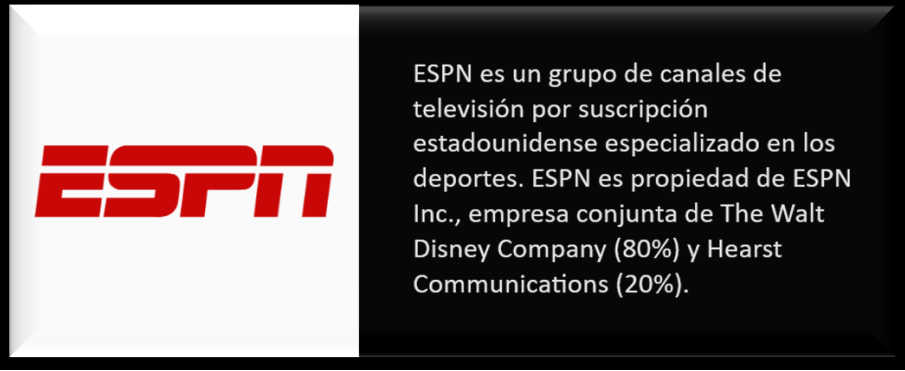 ESPN
ESPN es un grupo de canales de
televisión por suscripción
estadounidense especializado en los
deportes. ESPN es propiedad de ESPN
Inc., empresa conjunta de The Walt
Disney Company (80%) y Hearst
Communications (20%).